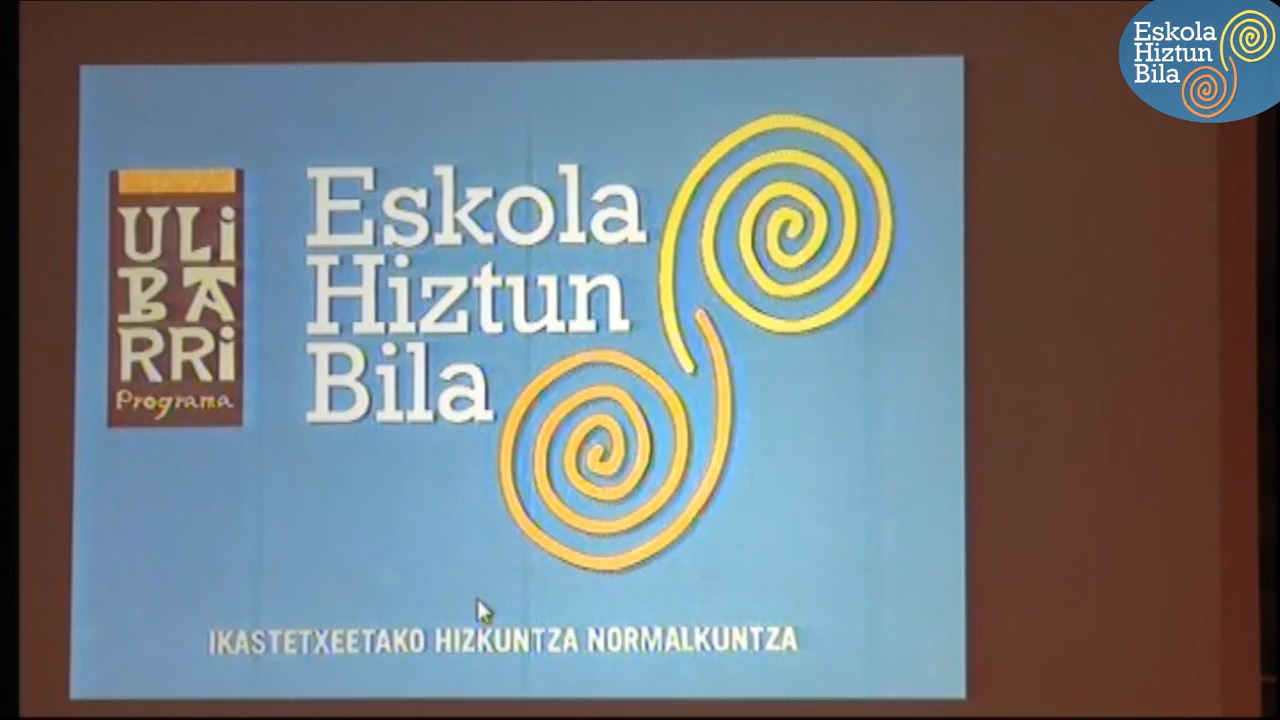 Eskola
Hiztun
Bila
ULi
BA
RRi
Programa
Eskola
Hiztun
Bila
IKASTETXEETAKO HIZKUNTZA NORMALKUNTZA